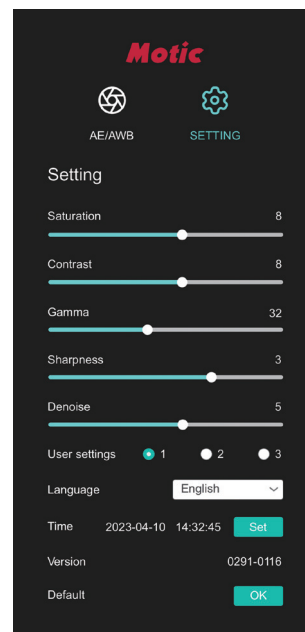 Motic
AE/AWB SETTING
Setting
Saturation 8
Contrast 8
Gamma 32
Sharpness 3
Denoise 5
User settings 1 2 3
Language English
Time 2023-04-10 14:32:45 Set
Version 0291-0116
Default OK